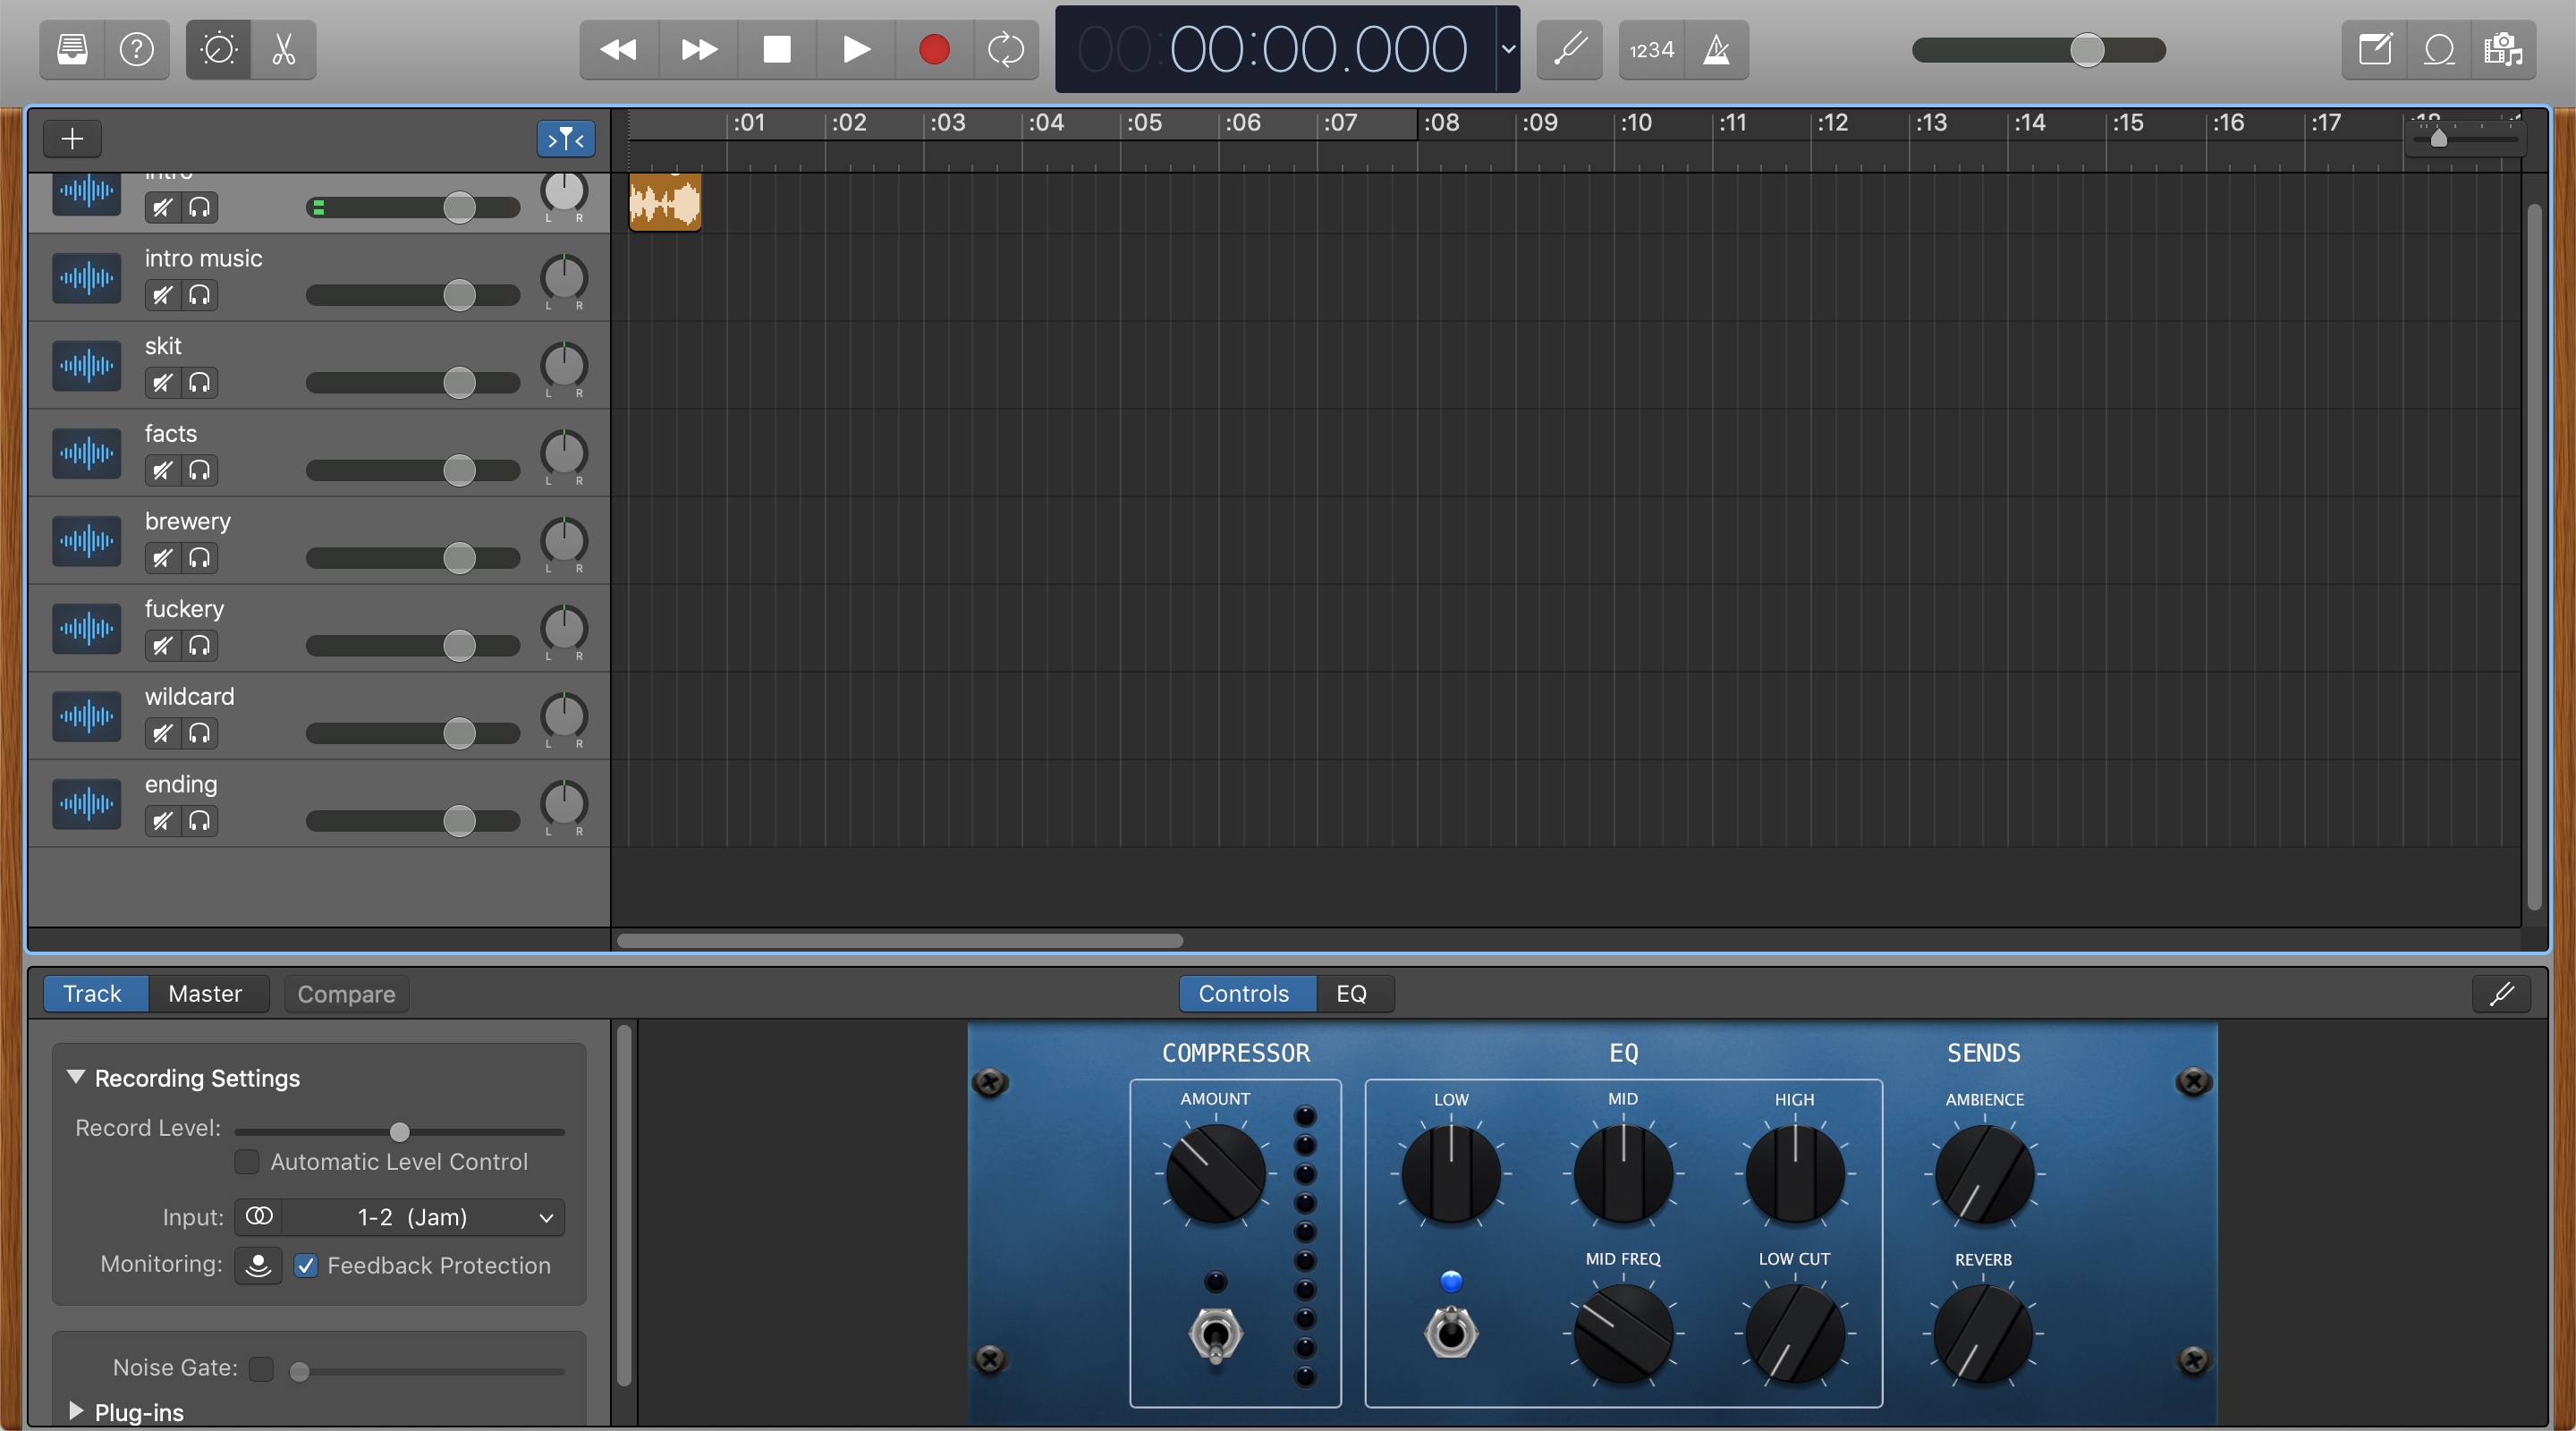 00:00:00.000
1234
:01 :02 :03 :04 :05 :06 :07 :08 :09 :10 :11 :12 :13 :14 :15 :16 :17
intro
L R
intro music
L R
skit
L R
facts
L R
brewery
L R
fuckery
L R
wildcard
L R
ending
L R
Track Master Compare Controls EQ
Recording Settings
Record Level:
Automatic Level Control
Input: 1-2 (Jam)
Monitoring: Feedback Protection
Noise Gate:
Plug-ins
COMPRESSOR EQ SENDS
AMOUNT LOW MID HIGH AMBIENCE
MID FREQ LOW CUT REVERB